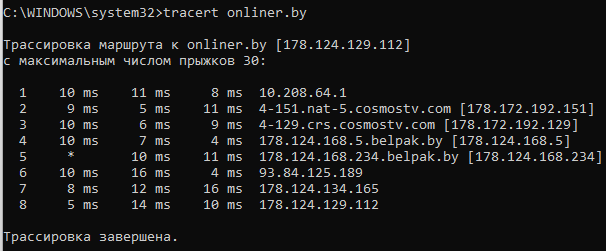 C:\WINDOWS\system32>tracert onliner.by
Трассировка маршрута к onliner.by [178.124.129.112]
с максимальным числом прыжков 30:
1 10 ms 11 ms 8 ms 10.208.64.1
2 9 ms 5 ms 11 ms 4-151.nat-5.cosmostv.com [178.172.192.151]
3 10 ms 6 ms 9 ms 4-129.crs.cosmostv.com [178.172.192.129]
4 10 ms 7 ms 4 ms 178.124.168.5.belpak.by [178.124.168.5]
5 * 10 ms 11 ms 178.124.168.234.belpak.by [178.124.168.234]
6 10 ms 16 ms 4 ms 93.84.125.189
7 8 ms 12 ms 16 ms 178.124.134.165
8 5 ms 14 ms 10 ms 178.124.129.112
Трассировка завершена.